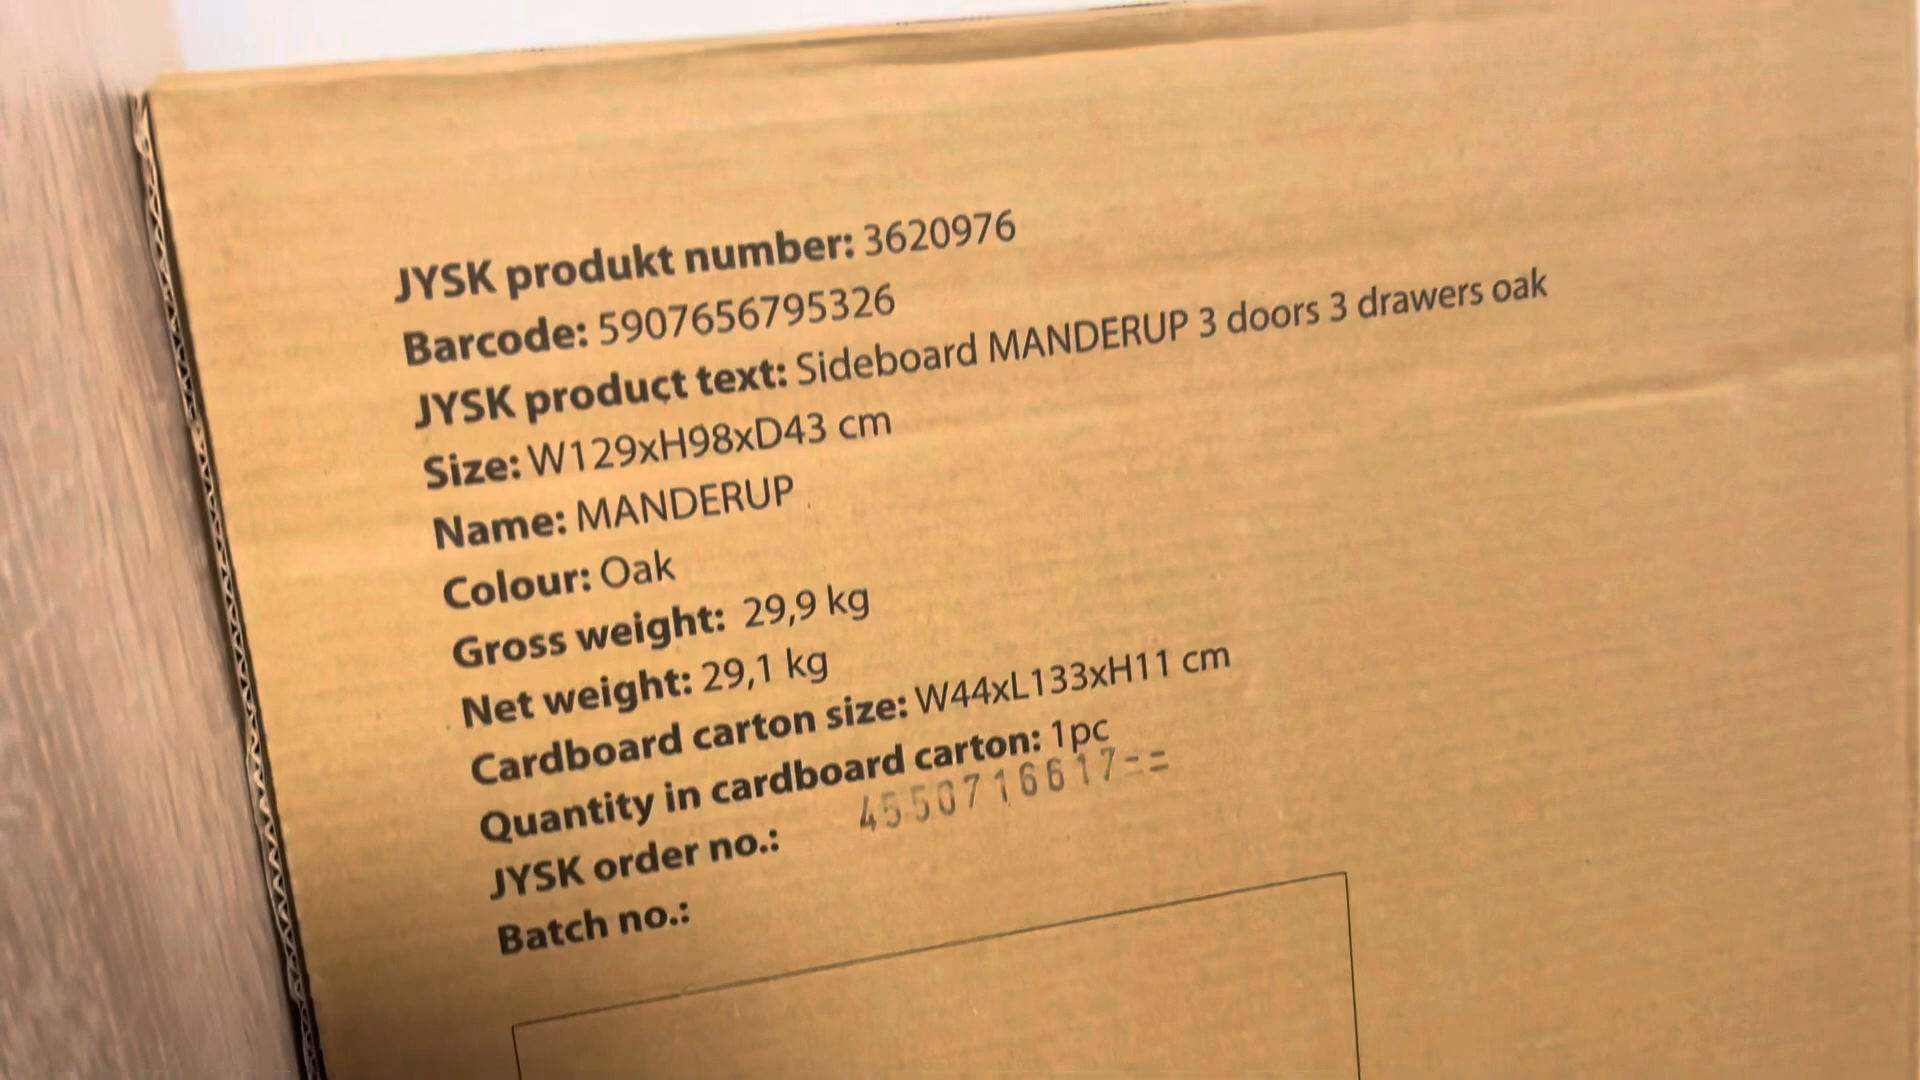 JYSK produkt number: 3620976
Barcode: 5907656795326
JYSK product text: Sideboard MANDERUP 3 doors 3 drawers oak
Size: W129xH98xD43 cm
Name: MANDERUP
Colour: Oak
Gross weight: 29,9 kg
Net weight: 29,1 kg
Cardboard carton size: W44xL133xH11 cm
Quantity in cardboard carton: 1pc
JYSK order no.: 4550716617==
Batch no.: